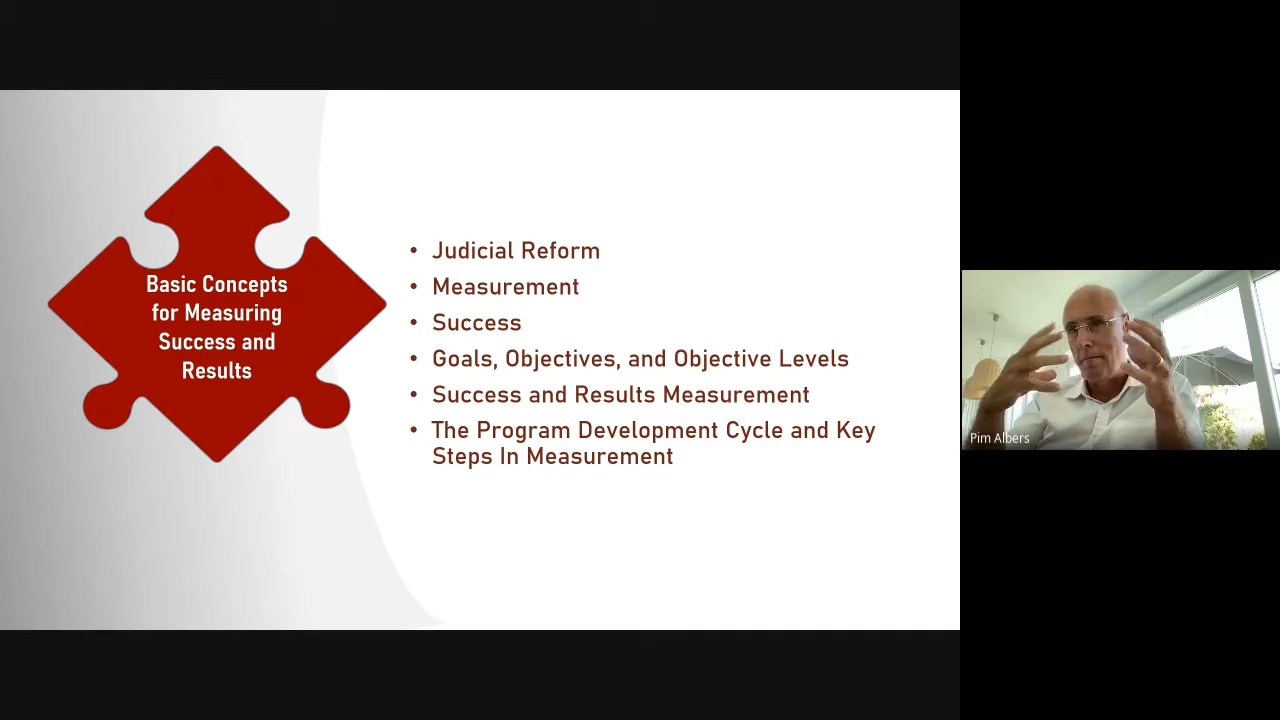 Basic Concepts
for Measuring
Success and
Results
• Judicial Reform
• Measurement
• Success
• Goals, Objectives, and Objective Levels
• Success and Results Measurement
• The Program Development Cycle and Key
Steps In Measurement
Pim Albers